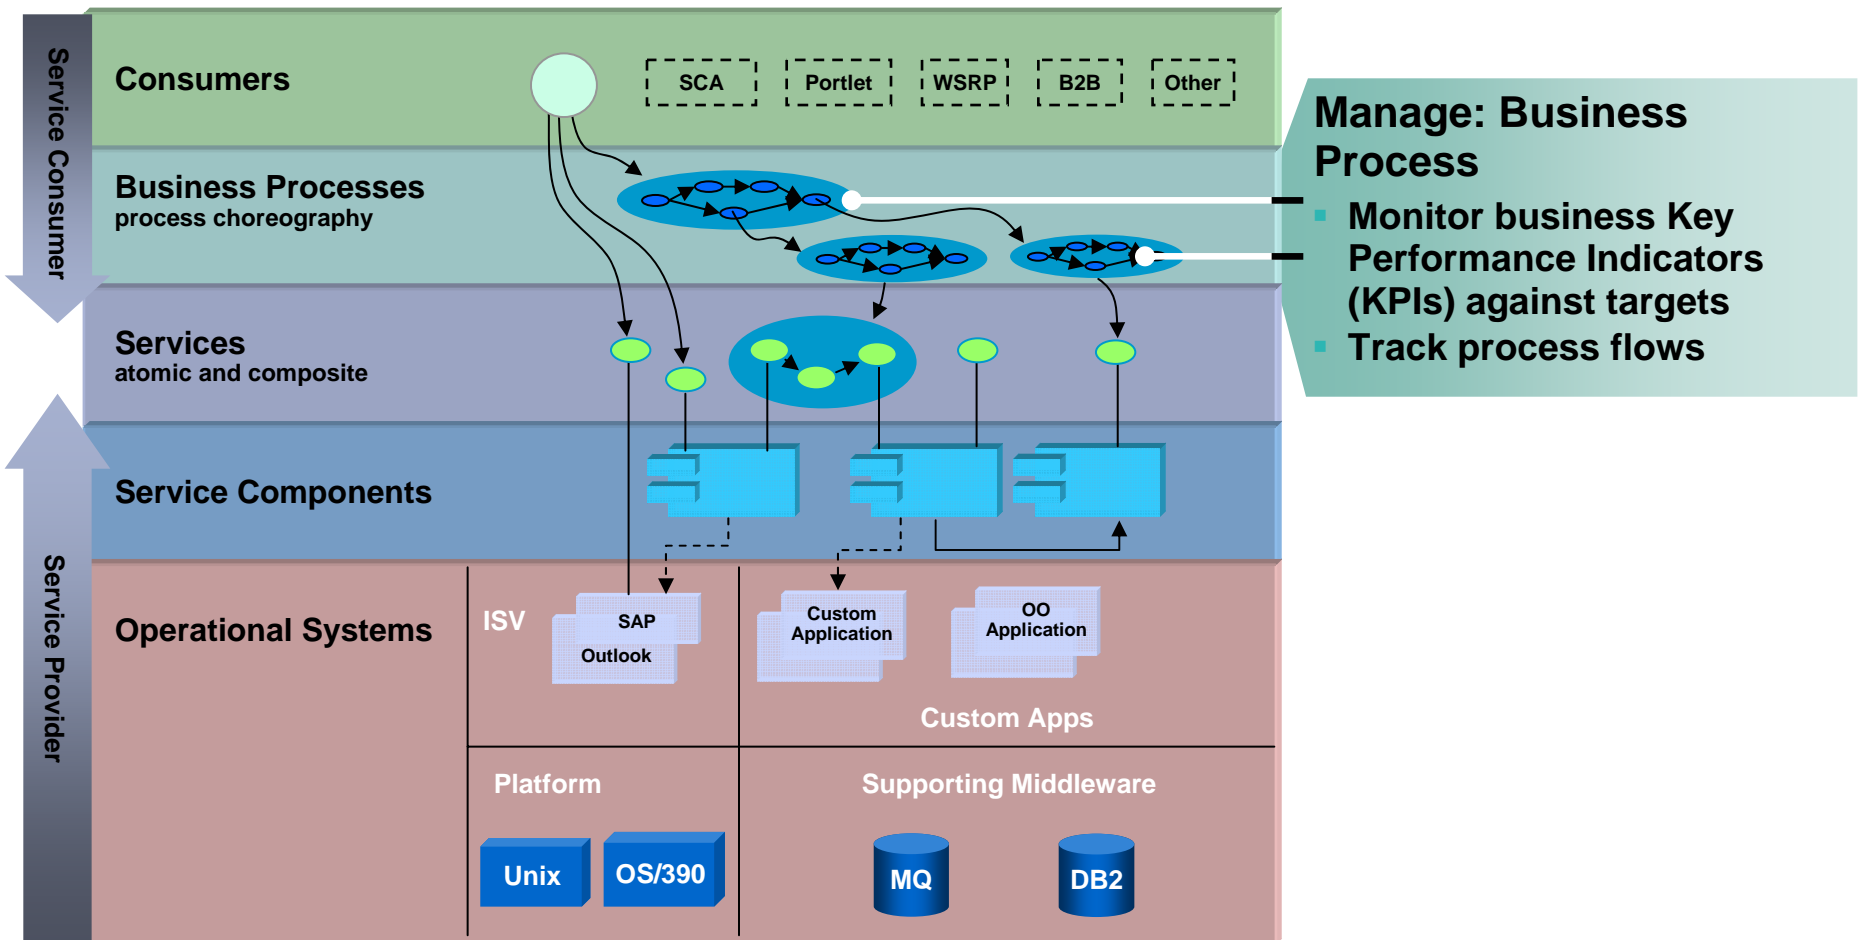 Service Consumer
Consumers
SCA
Portlet
WSRP
B2B
Other
Business Processes
process choreography
Services
atomic and composite
Service Components
Service Provider
Operational Systems
ISV
SAP
Outlook
Custom
Application
OO
Application
Custom Apps
Platform
Supporting Middleware
Unix
OS/390
MQ
DB2
Manage: Business
Process
▪ Monitor business Key
Performance Indicators
(KPIs) against targets
▪ Track process flows